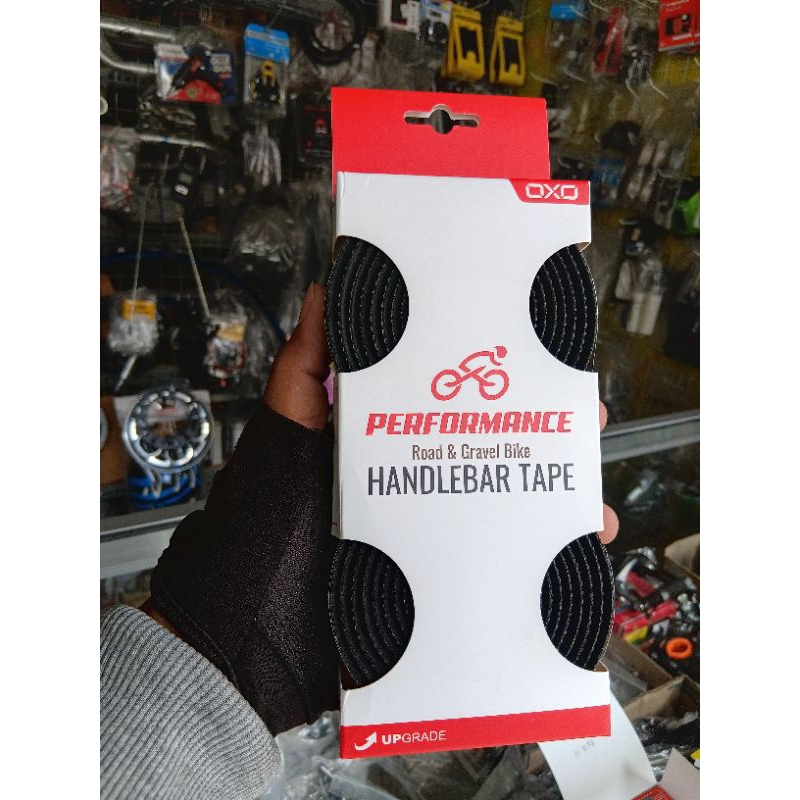 OXO
PERFORMANCE
Road & Gravel Bike
HANDLEBAR TAPE
UPGRADE